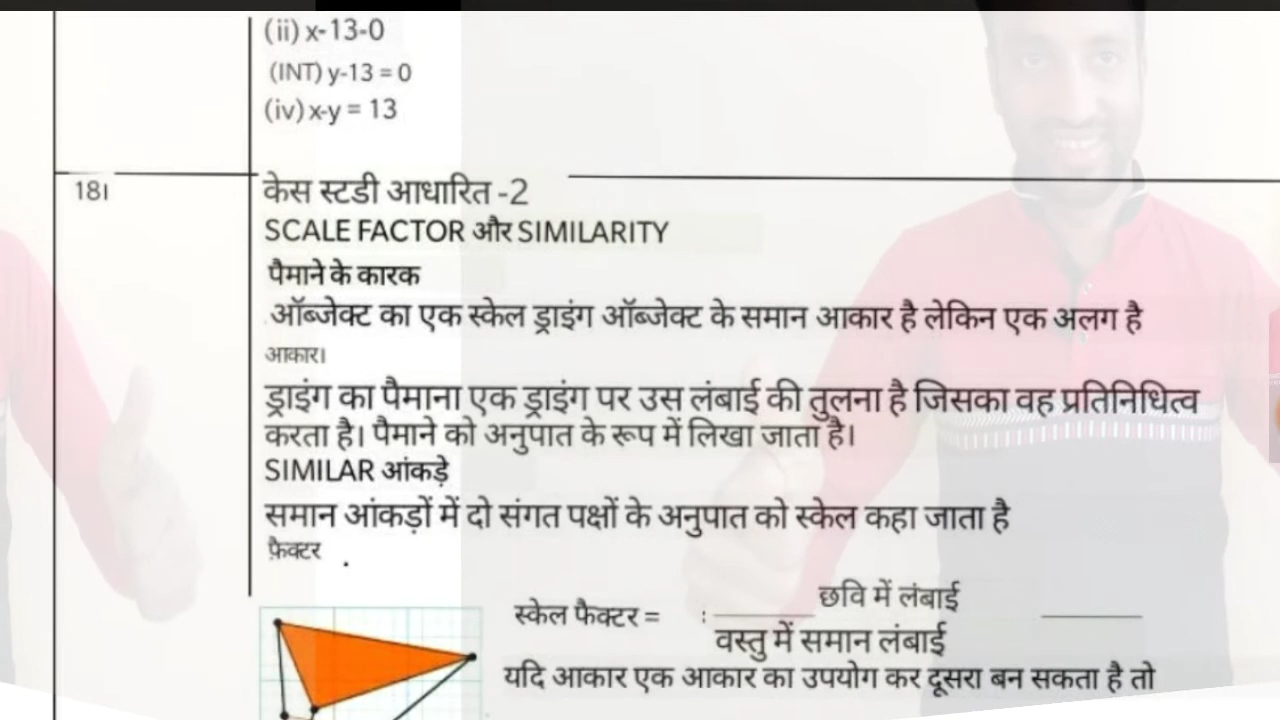 (ii) x-13-0
(INT) y-13 = 0
(iv) x-y = 13
18।
केस स्टडी आधारित -2
SCALE FACTOR और SIMILARITY
पैमाने के कारक
ऑब्जेक्ट का एक स्केल ड्राइंग ऑब्जेक्ट के समान आकार है लेकिन एक अलग है
आकार।
ड्राइंग का पैमाना एक ड्राइंग पर उस लंबाई की तुलना है जिसका वह प्रतिनिधित्व
करता है। पैमाने को अनुपात के रूप में लिखा जाता है।
SIMILAR आंकड़े
समान आंकड़ों में दो संगत पक्षों के अनुपात को स्केल कहा जाता है
फ़ैक्टर .
स्केल फैक्टर = : ______ छवि में लंबाई ______
वस्तु में समान लंबाई
यदि आकार एक आकार का उपयोग कर दूसरा बन सकता है तो